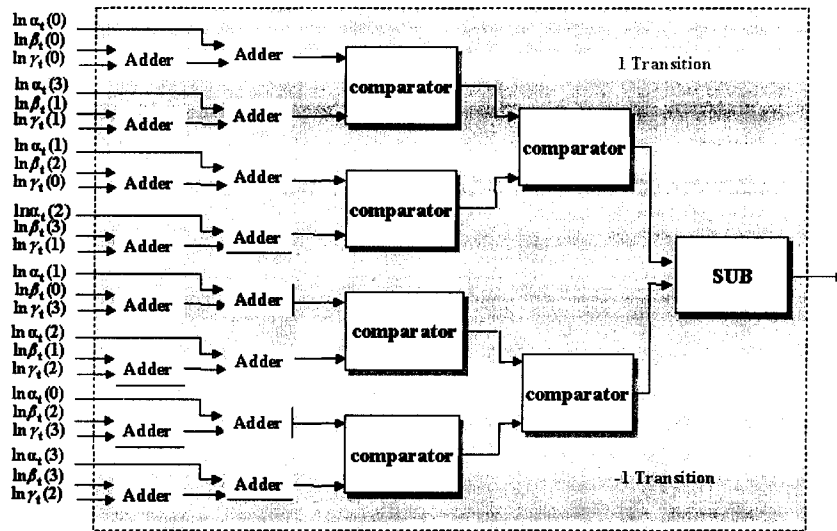 ln α_t(0)
ln β_t(0)
ln γ_t(0)
Adder
Adder
ln α_t(3)
ln β_t(1)
ln γ_t(1)
Adder
Adder
comparator
1 Transition
ln α_t(1)
ln β_t(2)
ln γ_t(0)
Adder
Adder
ln α_t(2)
ln β_t(3)
ln γ_t(1)
Adder
Adder
comparator
comparator
ln α_t(1)
ln β_t(0)
ln γ_t(3)
Adder
Adder
ln α_t(2)
ln β_t(1)
ln γ_t(2)
Adder
Adder
comparator
SUB
ln α_t(0)
ln β_t(2)
ln γ_t(3)
Adder
Adder
ln α_t(3)
ln β_t(3)
ln γ_t(2)
Adder
Adder
comparator
comparator
-1 Transition